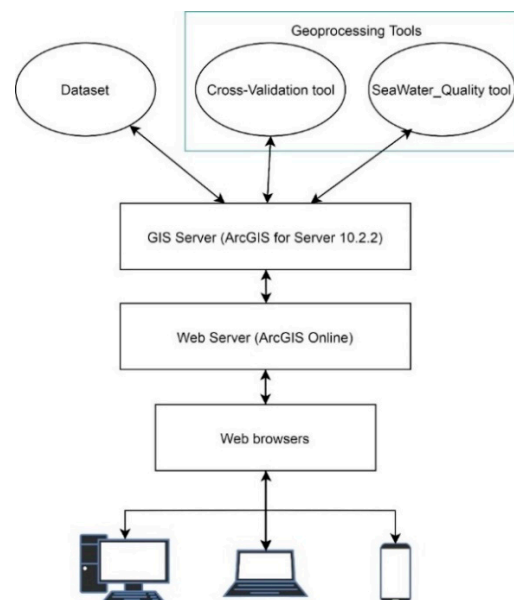 Geoprocessing Tools
Dataset
Cross-Validation tool
SeaWater_Quality tool
GIS Server (ArcGIS for Server 10.2.2)
Web Server (ArcGIS Online)
Web browsers